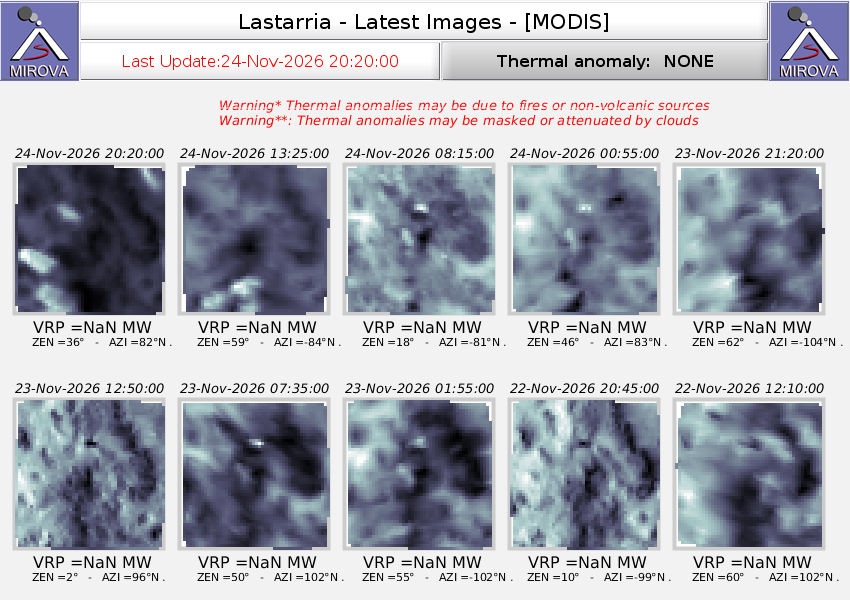 Lastarria - Latest Images - [MODIS]
MIROVA
Last Update:24-Nov-2026 20:20:00
Thermal anomaly: NONE
MIROVA
Warning* Thermal anomalies may be due to fires or non-volcanic sources
Warning**: Thermal anomalies may be masked or attenuated by clouds
24-Nov-2026 20:20:00 24-Nov-2026 13:25:00 24-Nov-2026 08:15:00 24-Nov-2026 00:55:00 23-Nov-2026 21:20:00
VRP =NaN MW VRP =NaN MW VRP =NaN MW VRP =NaN MW VRP =NaN MW
ZEN =36° - AZI =82°N . ZEN =59° - AZI =-84°N . ZEN =18° - AZI =-81°N . ZEN =46° - AZI =83°N . ZEN =62° - AZI =-104°N .
23-Nov-2026 12:50:00 23-Nov-2026 07:35:00 23-Nov-2026 01:55:00 22-Nov-2026 20:45:00 22-Nov-2026 12:10:00
VRP =NaN MW VRP =NaN MW VRP =NaN MW VRP =NaN MW VRP =NaN MW
ZEN =2° - AZI =96°N . ZEN =50° - AZI =102°N . ZEN =55° - AZI =-102°N . ZEN =10° - AZI =-99°N . ZEN =60° - AZI =102°N .